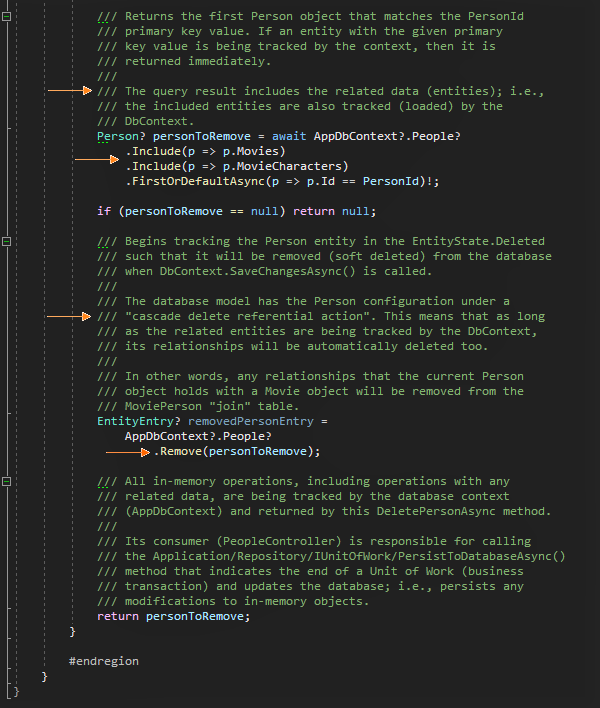 /// Returns the first Person object that matches the PersonId
/// primary key value. If an entity with the given primary
/// key value is being tracked by the context, then it is
/// returned immediately.
///
/// The query result includes the related data (entities); i.e.,
/// the included entities are also tracked (loaded) by the
/// DbContext.
Person? personToRemove = await AppDbContext?.People?
.Include(p => p.Movies)
.Include(p => p.MovieCharacters)
.FirstOrDefaultAsync(p => p.Id == PersonId)!;
if (personToRemove == null) return null;
/// Begins tracking the Person entity in the EntityState.Deleted
/// such that it will be removed (soft deleted) from the database
/// when DbContext.SaveChangesAsync() is called.
///
/// The database model has the Person configuration under a
/// "cascade delete referential action". This means that as long
/// as the related entities are being tracked by the DbContext,
/// its relationships will be automatically deleted too.
///
/// In other words, any relationships that the current Person
/// object holds with a Movie object will be removed from the
/// MoviePerson "join" table.
EntityEntry? removedPersonEntry =
AppDbContext?.People?
.Remove(personToRemove);
/// All in-memory operations, including operations with any
/// related data, are being tracked by the database context
/// (AppDbContext) and returned by this DeletePersonAsync method.
///
/// Its consumer (PeopleController) is responsible for calling
/// the Application/Repository/IUnitOfWork/PersistToDatabaseAsync()
/// method that indicates the end of a Unit of Work (business
/// transaction) and updates the database; i.e., persists any
/// modifications to in-memory objects.
return personToRemove;
}
#endregion
}
}